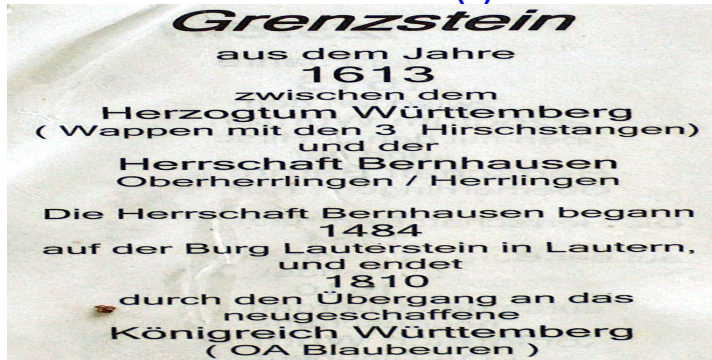 Grenzstein
aus dem Jahre
1613
zwischen dem
Herzogtum Württemberg
( Wappen mit den 3 Hirschstangen)
und der
Herrschaft Bernhausen
Oberherrlingen / Herrlingen
Die Herrschaft Bernhausen begann
1484
auf der Burg Lauterstein in Lautern,
und endet
1810
durch den Übergang an das
neugeschaffene
Königreich Württemberg
( OA Blaubeuren )